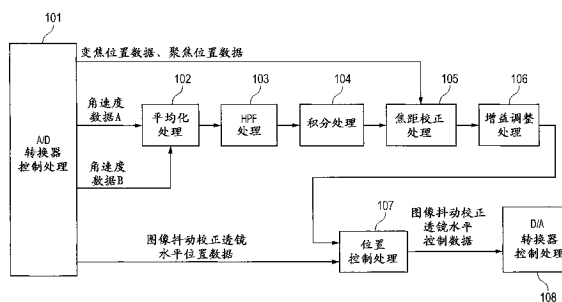 101
变焦位置数据、聚焦位置数据
102
103
104
105
106
角速度
数据A
平均化
处理
HPF
处理
积分处理
焦距校正
处理
增益调整
处理
A/D
转换器
控制处理
角速度
数据B
107
图像抖动校正透镜
水平位置数据
位置
控制处理
图像抖动校正
透镜水平
控制数据
D/A
转换器
控制处理
108